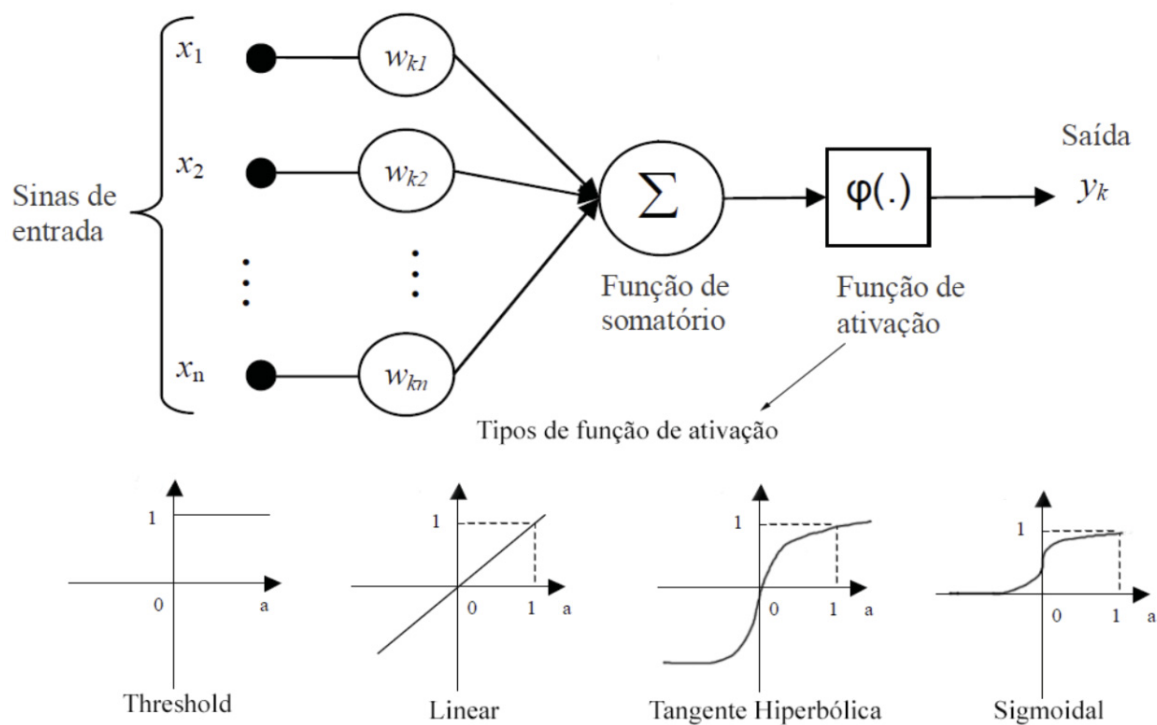 x1
wk1
x2
wk2
Sinas de
entrada
Σ
φ(.)
Saída
yk
Função de
somatório
Função de
ativação
xn
wkn
Tipos de função de ativação
1
0
a
Threshold
1
0
1
a
Linear
1
0
1
a
Tangente Hiperbólica
1
0
1
a
Sigmoidal